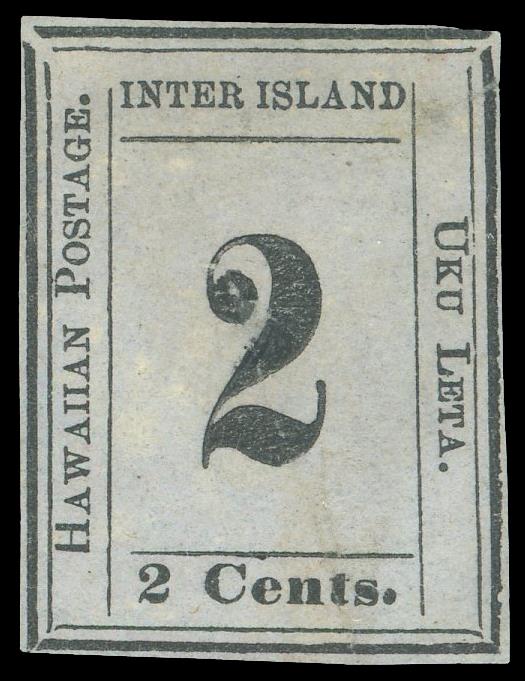 INTER ISLAND
HAWAIIAN POSTAGE.
2
UKU LETA.
2 Cents.